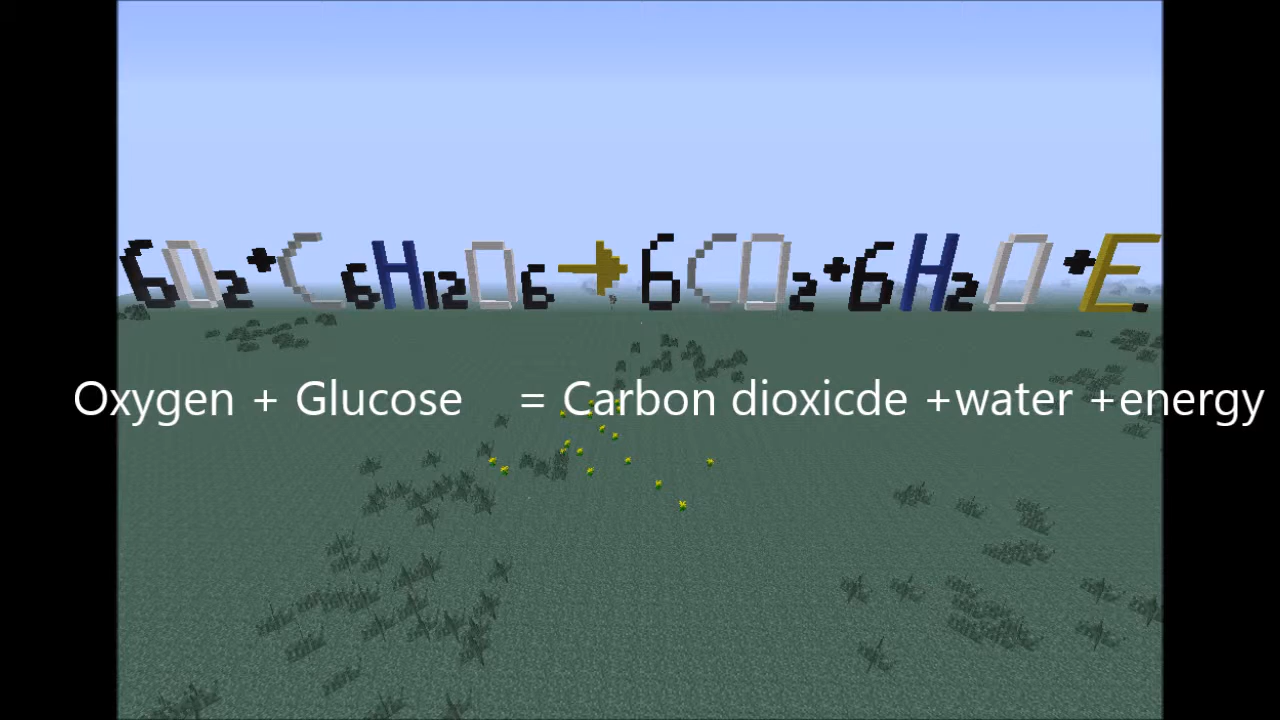 6O2+C6H12O6→6CO2+6H2O+E.
Oxygen + Glucose = Carbon dioxicde +water +energy